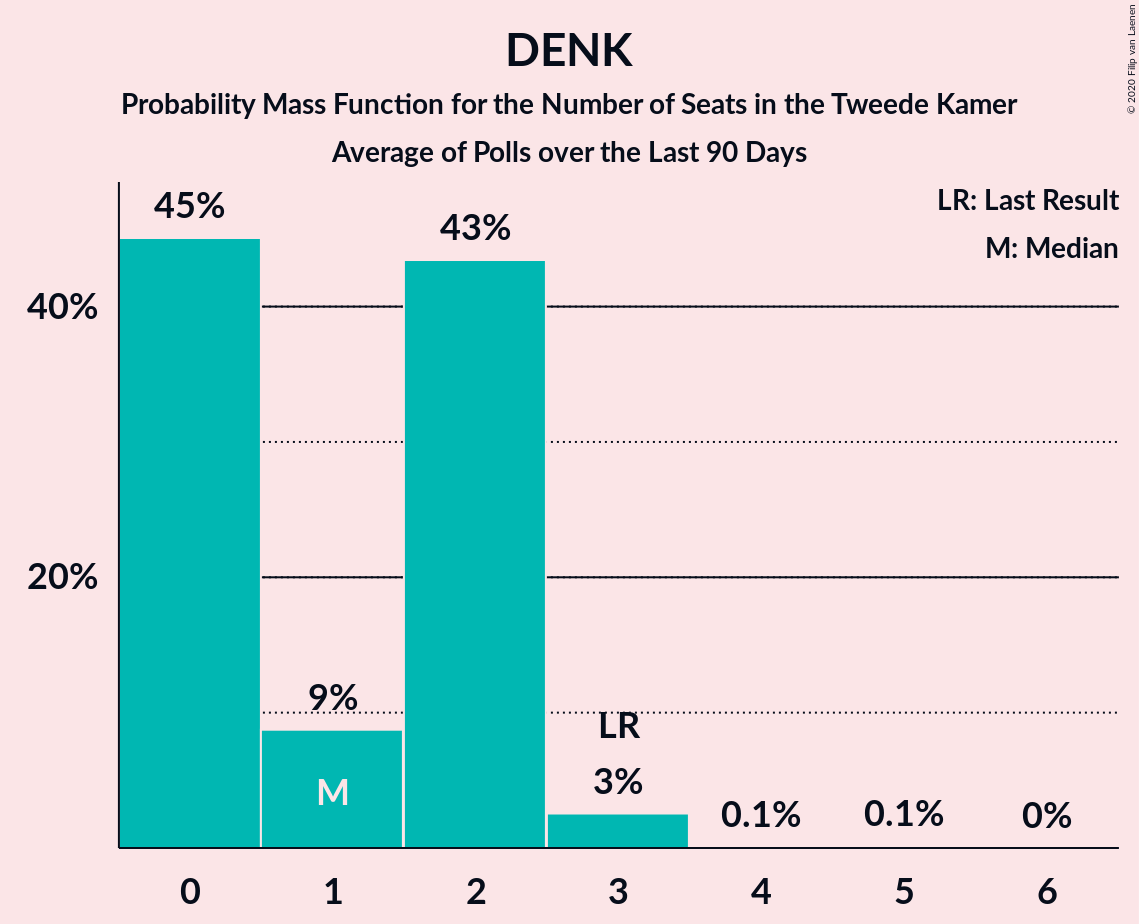 DENK
Probability Mass Function for the Number of Seats in the Tweede Kamer
Average of Polls over the Last 90 Days
© 2020 Filip van Laenen
LR: Last Result
M: Median
45%
43%
40%
20%
9%
LR
M
3%
0.1%
0.1%
0%
0 1 2 3 4 5 6